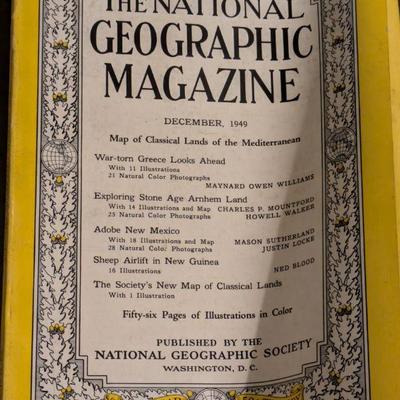 THE NATIONAL
GEOGRAPHIC
MAGAZINE
DECEMBER, 1949
Map of Classical Lands of the Mediterranean
War-torn Greece Looks Ahead
With 11 Illustrations
21 Natural Color Photographs
MAYNARD OWEN WILLIAMS
Exploring Stone Age Arnhem Land
With 14 Illustrations and Map CHARLES P. MOUNTFORD
25 Natural Color Photographs HOWELL WALKER
Adobe New Mexico
With 18 Illustrations and Map MASON SUTHERLAND
28 Natural Color Photographs JUSTIN LOCKE
Sheep Airlift in New Guinea
16 Illustrations NED BLOOD
The Society's New Map of Classical Lands
With 1 Illustration
Fifty-six Pages of Illustrations in Color
PUBLISHED BY THE
NATIONAL GEOGRAPHIC SOCIETY
WASHINGTON, D. C.